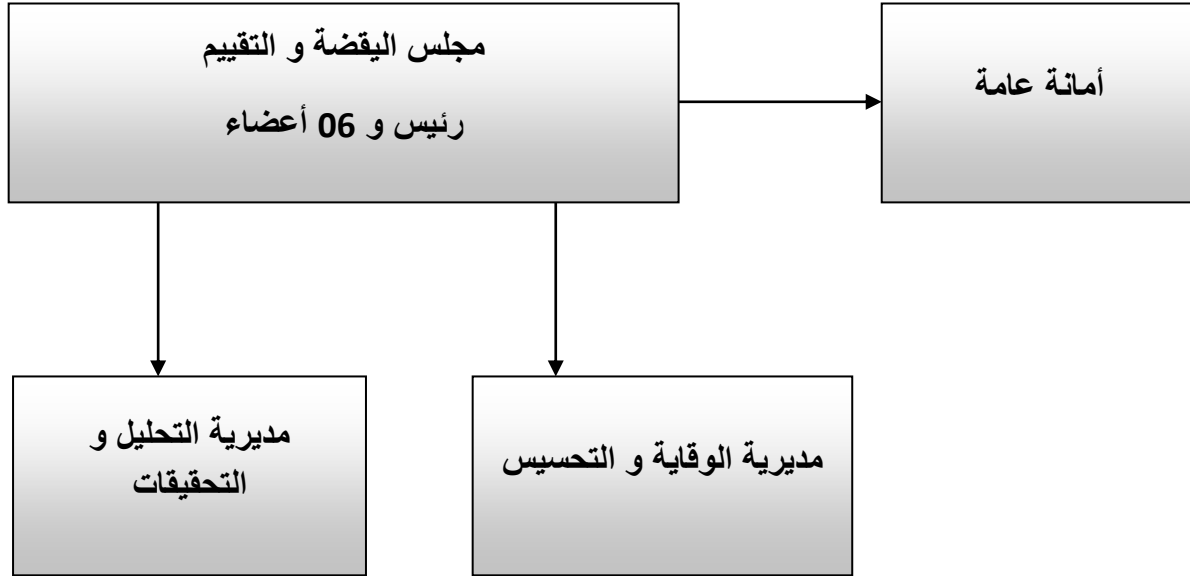 مجلس اليقضة و التقييم
رئيس و 06 أعضاء
أمانة عامة
مديرية الوقاية و التحسيس
مديرية التحليل و
التحقيقات